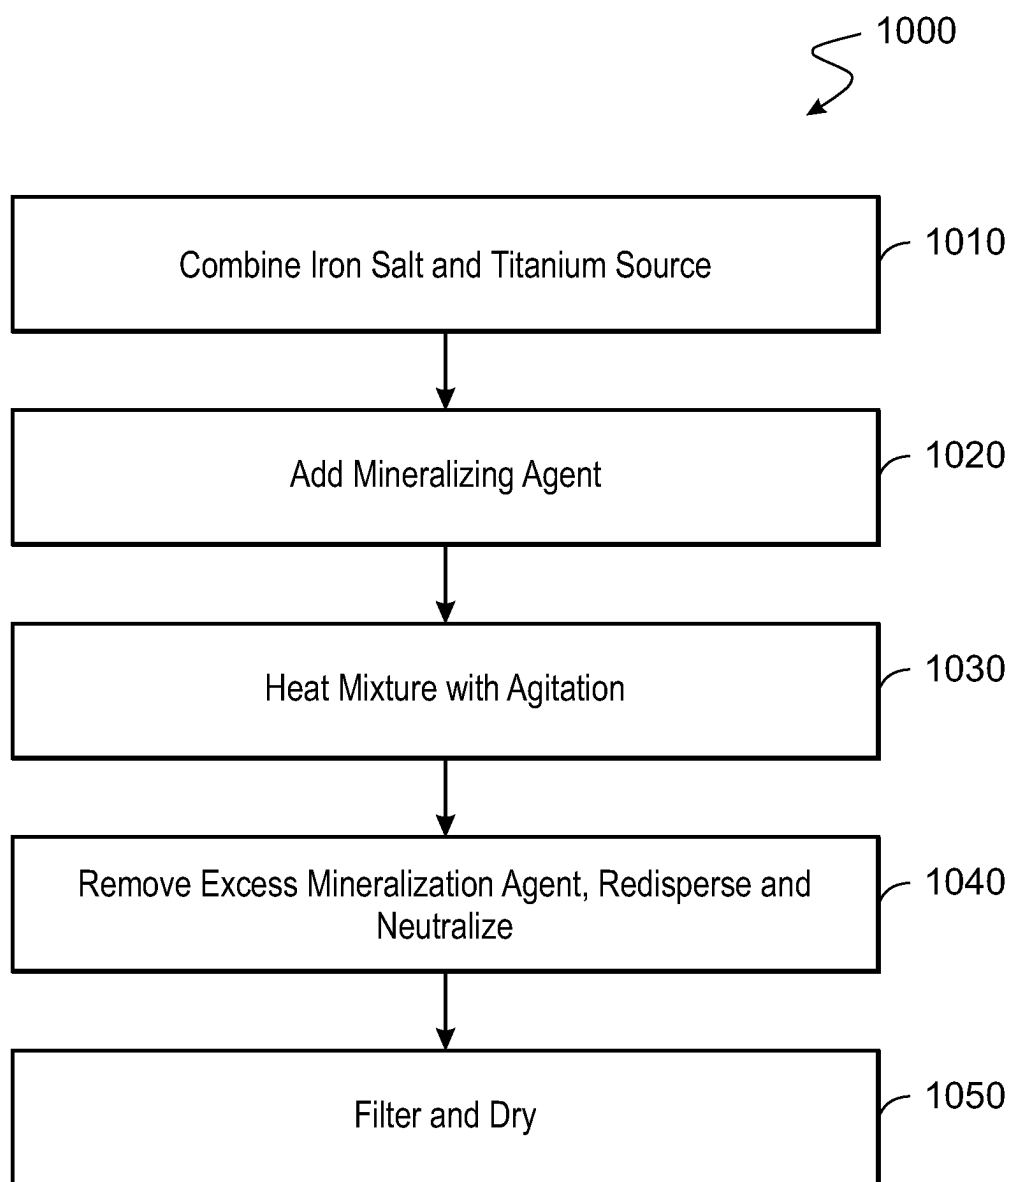 1000
Combine Iron Salt and Titanium Source
1010
Add Mineralizing Agent
1020
Heat Mixture with Agitation
1030
Remove Excess Mineralization Agent, Redisperse and
Neutralize
1040
Filter and Dry
1050